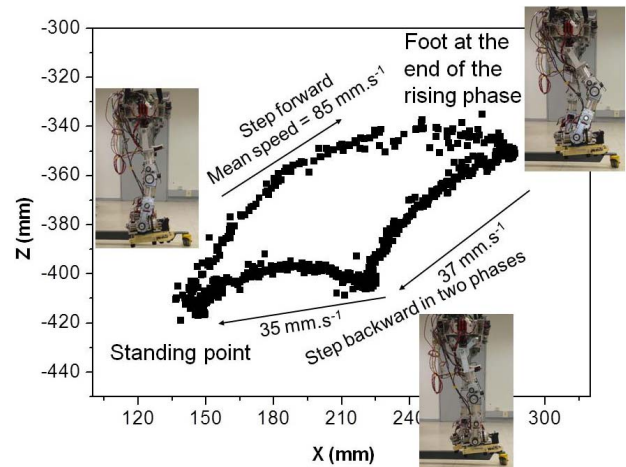 -300
-320
-340
-360
-380
-400
-420
-440
Z (mm)
120
150
180
210
240
300
X (mm)
Foot at the
end of the
rising phase
Step forward
Mean speed = 85 mm.s⁻¹
37 mm.s⁻¹
Step backward in two phases
35 mm.s⁻¹
Standing point